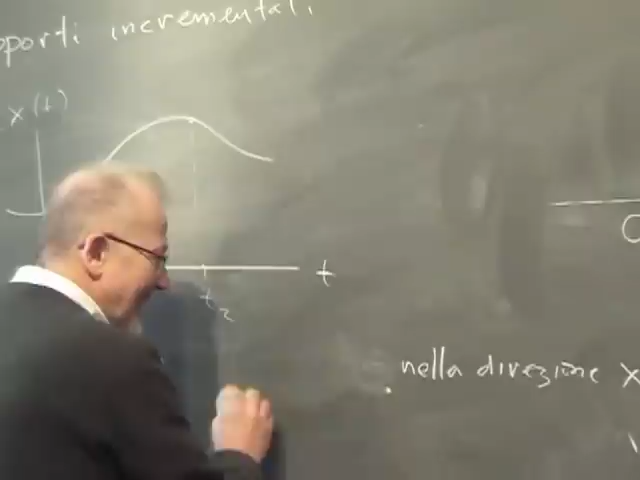 pporti incrementali
x(t)
t
t₂
nella direzione x